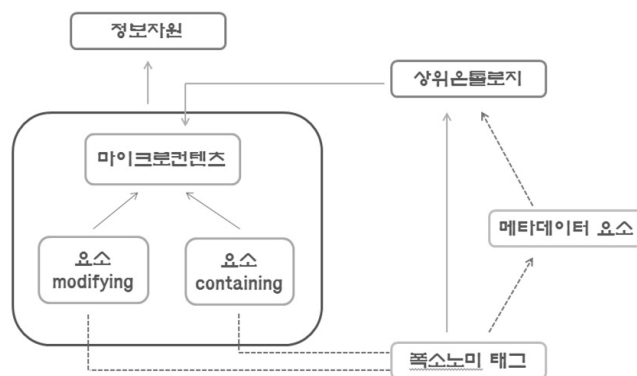 정보자원
상위온톨로지
마이크로컨텐츠
메타데이터 요소
요소
modifying
요소
containing
폭소노미 태그